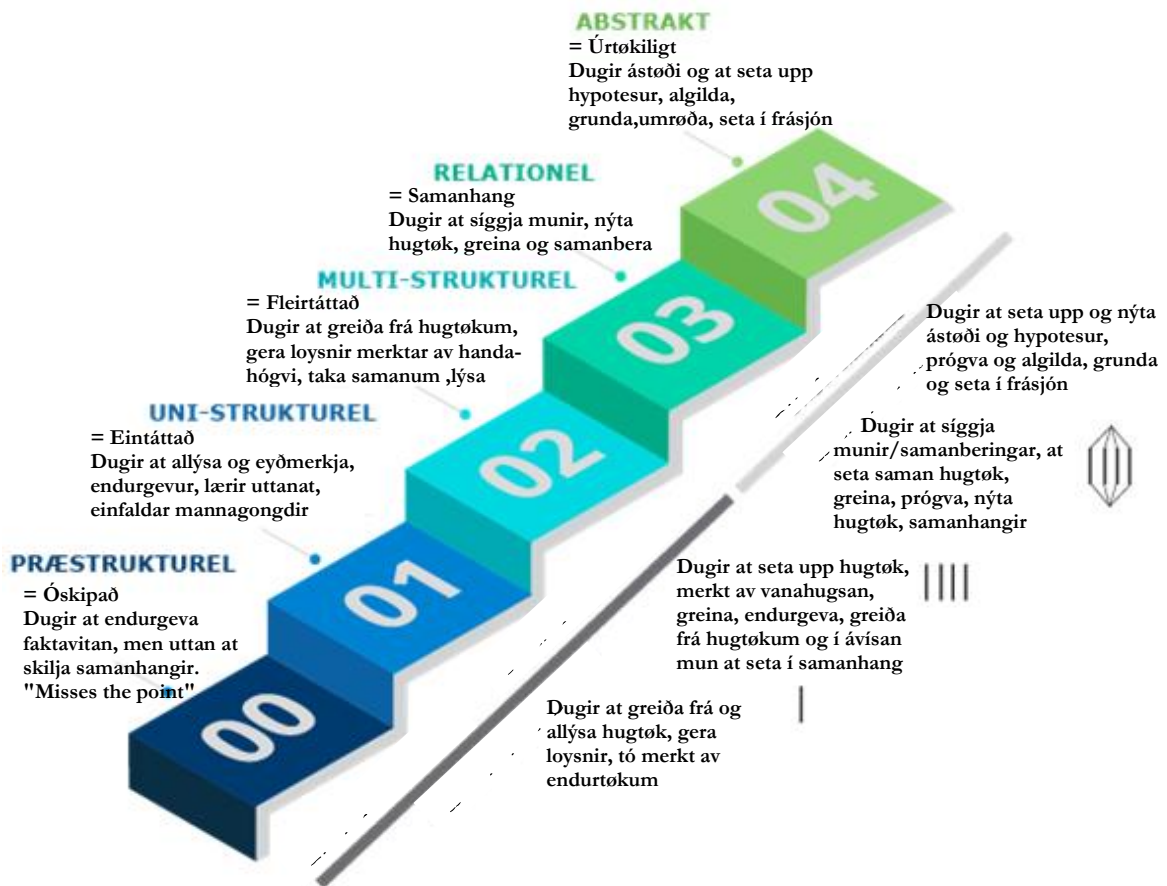 ABSTRAKT
= Úrtøkiligt
Dugir ástøði og at seta upp
hypotesur, algilda,
grunda,umrøða, seta í frásjón
04
RELATIONEL
= Samanhang
Dugir at síggja munir, nýta
hugtøk, greina og samanbera
03
MULTI-STRUKTUREL
= Fleirtáttað
Dugir at greiða frá hugtøkum,
gera loysnir merktar av handa-
hógvi, taka samanum ,lýsa
02
UNI-STRUKTUREL
= Eintáttað
Dugir at allýsa og eyðmerkja,
endurgevur, lærir uttanat,
einfaldar mannagongdir
01
PRÆSTRUKTUREL
= Óskipað
Dugir at endurgeva
faktavitan, men uttan at
skilja samanhangir.
"Misses the point"
00
Dugir at seta upp og nýta
ástøði og hypotesur,
prógva og algilda, grunda
og seta í frásjón
Dugir at síggja
munir/samanberingar, at
seta saman hugtøk,
greina, prógva, nýta
hugtøk, samanhangir
Dugir at seta upp hugtøk,
merkt av vanahugsan,
greina, endurgeva, greiða
frá hugtøkum og í ávísan
mun at seta í samanhang
Dugir at greiða frá og
allýsa hugtøk, gera
loysnir, tó merkt av
endurtøkum